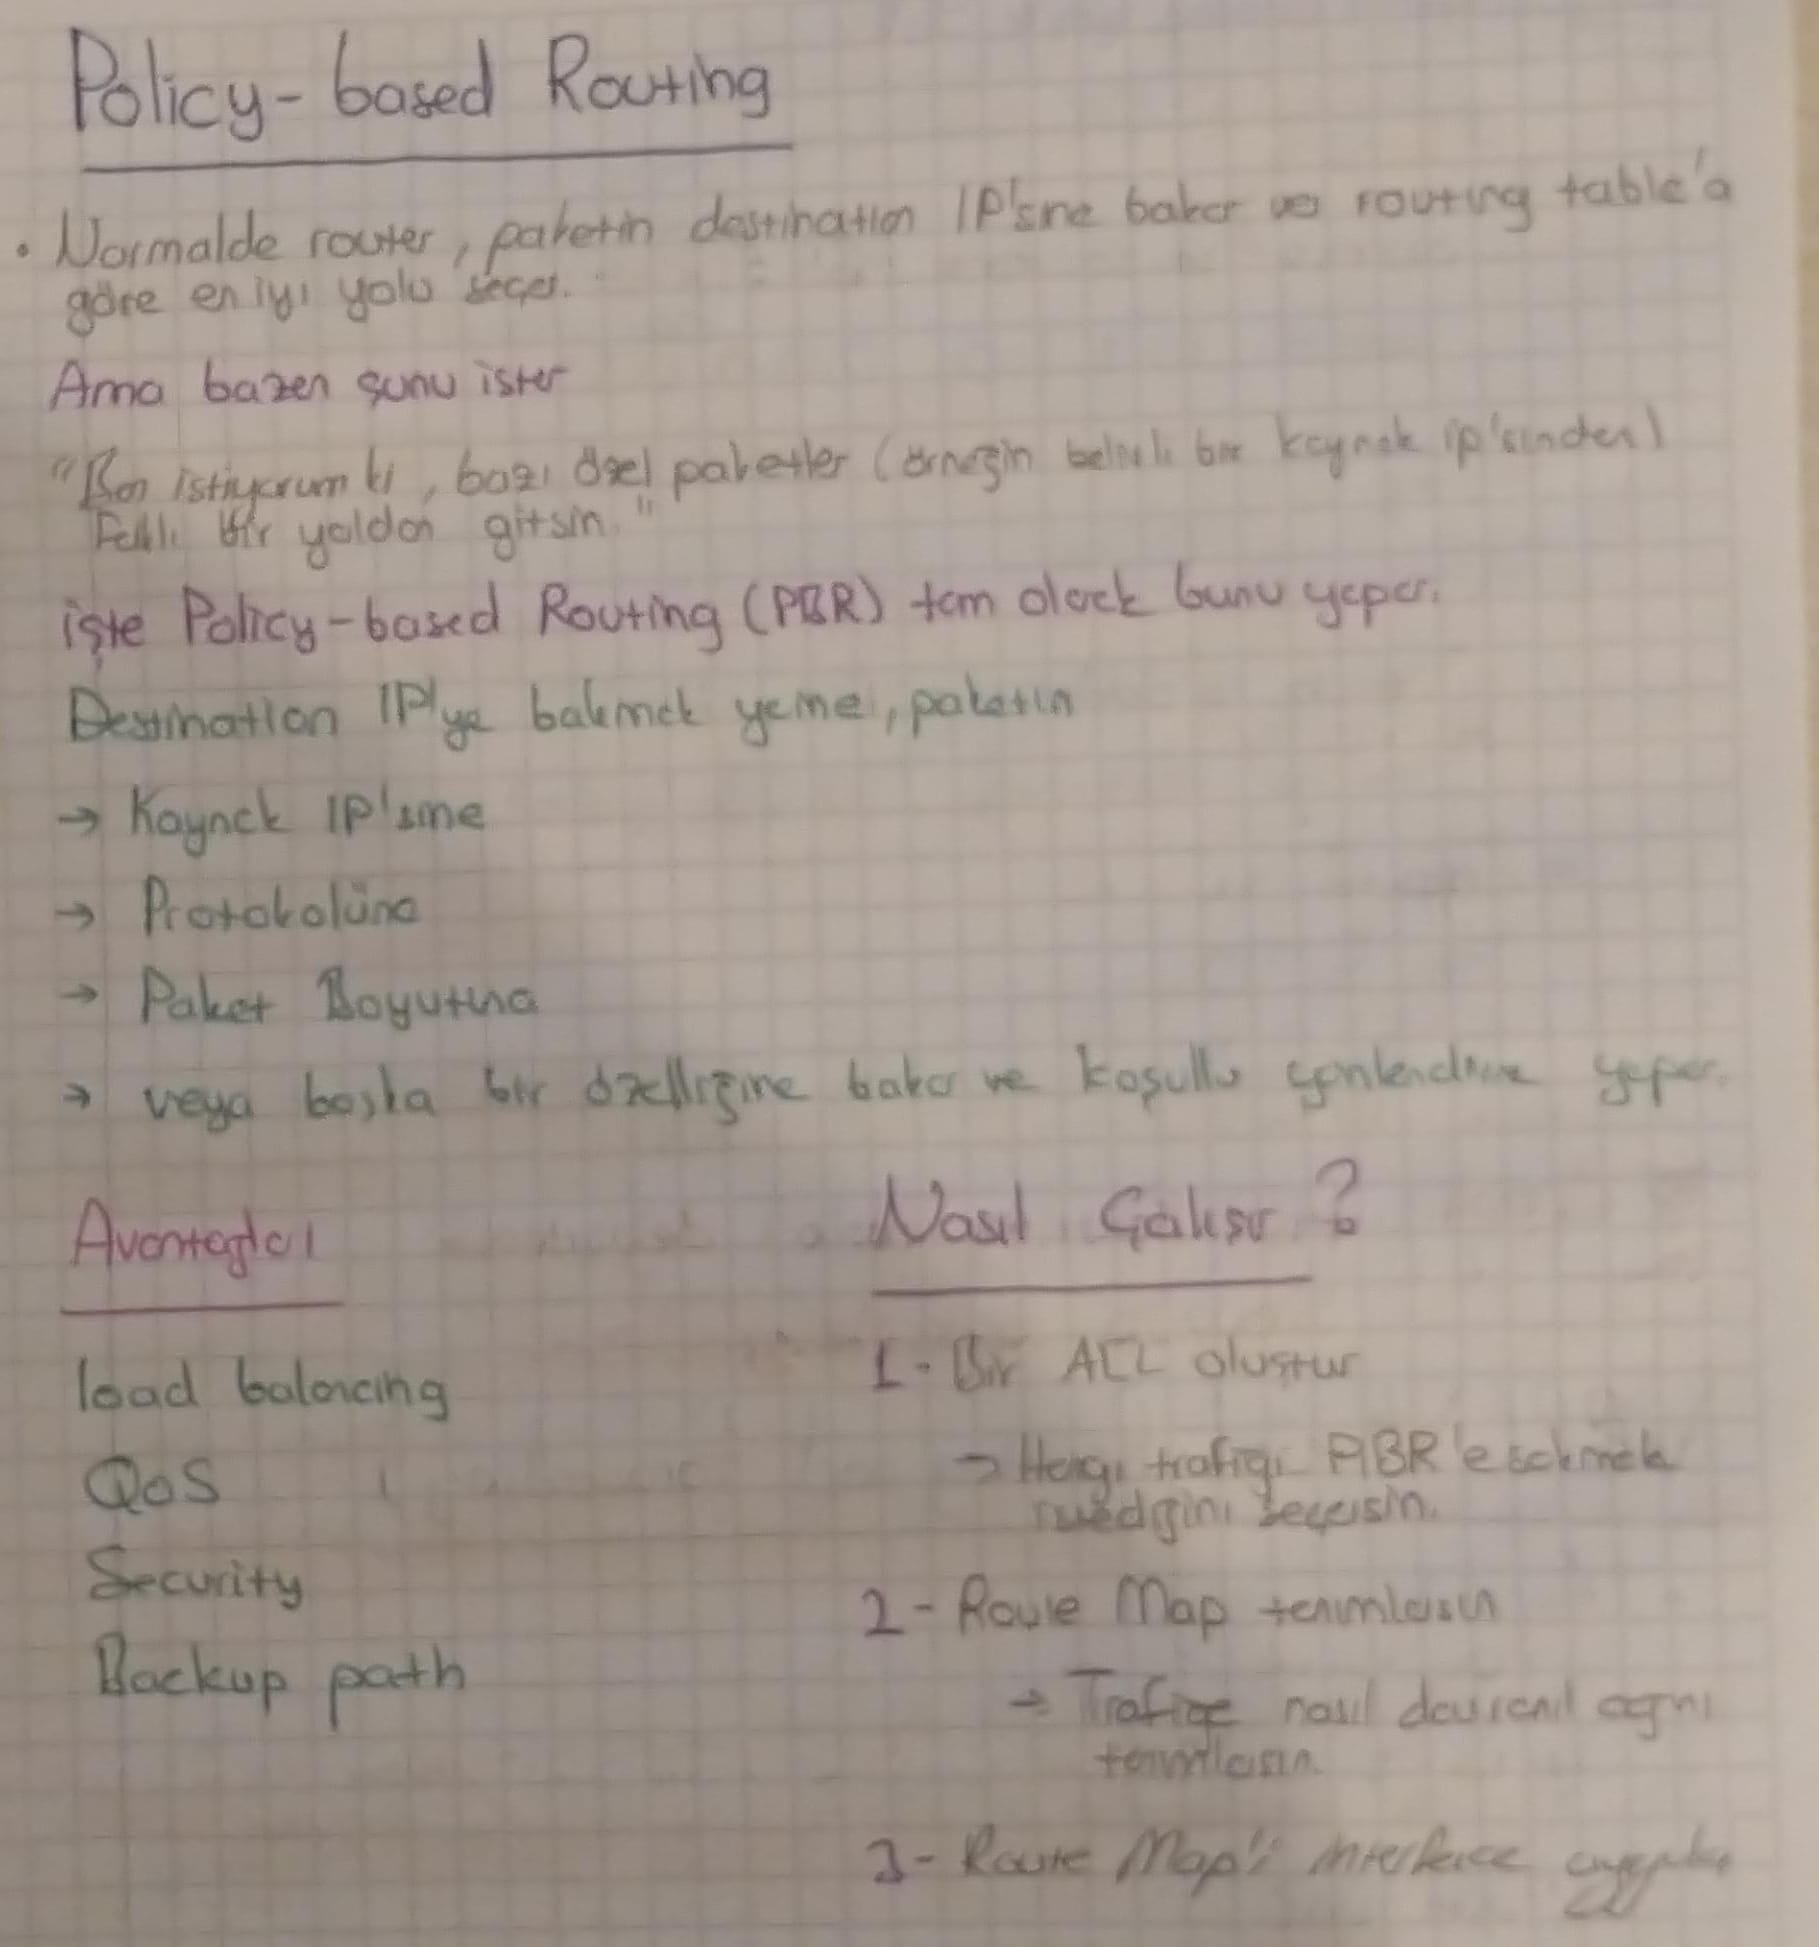 Policy-based Routing
• Normalde router, paketin destination IP'sine bakar ve routing table'a
göre en iyi yolu seçer.
Ama bazen şunu ister
"Ben istiyorum ki, bazı özel paketler (örneğin belirli bir kaynak ip'sinden)
Farklı bir yoldan gitsin."
işte Policy-based Routing (PBR) tam olarak bunu yapar.
Destination IP'ye bakmak yerine, paketin
→ Kaynak IP'sine
→ Protokolüne
→ Paket Boyutuna
→ veya başka bir özelliğine bakar ve koşullu yönlendirme yapar.
Avantajları
load balancing
QoS
Security
Backup path
Nasıl Çalışır?
1- Bir ACL oluştur
→ Hangi trafiği PBR'e sokmak
seçersin.
2- Route Map tanımlarsın
→ Trafiğe nasıl davranıl
tanımlarsın.
3- Route Map'i interface